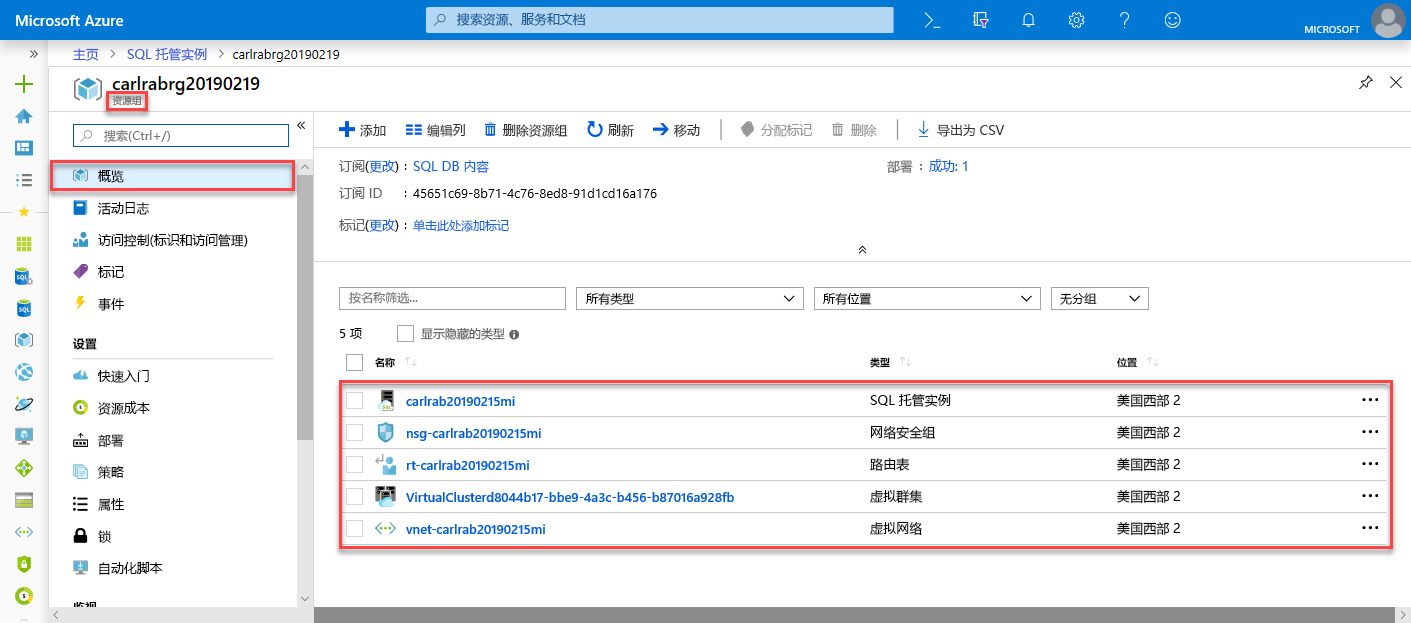 Microsoft Azure
搜索资源、服务和文档
MICROSOFT
主页 > SQL 托管实例 > carlrabrg20190219
carlrabrg20190219
资源组
搜索(Ctrl+/)
概览
活动日志
访问控制(标识和访问管理)
标记
事件
设置
快速入门
资源成本
部署
策略
属性
锁
自动化脚本
监视
添加 编辑列 删除资源组 刷新 移动 分配标记 删除 导出为 CSV
订阅(更改) : SQL DB 内容 部署 : 成功: 1
订阅 ID : 45651c69-8b71-4c76-8ed8-91d1cd16a176
标记(更改) : 单击此处添加标记
按名称筛选... 所有类型 所有位置 无分组
5 项 显示隐藏的类型
名称 类型 位置
carlrab20190215mi SQL 托管实例 美国西部 2
nsg-carlrab20190215mi 网络安全组 美国西部 2
rt-carlrab20190215mi 路由表 美国西部 2
VirtualClusterd8044b17-bbe9-4a3c-b456-b87016a928fb 虚拟群集 美国西部 2
vnet-carlrab20190215mi 虚拟网络 美国西部 2